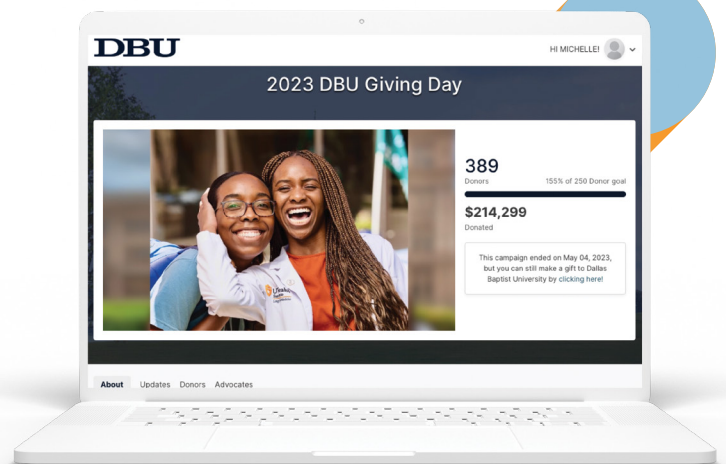 DBU
HI MICHELLE!
2023 DBU Giving Day
389
Donors
155% of 250 Donor goal
$214,299
Donated
This campaign ended on May 04, 2023,
but you can still make a gift to Dallas
Baptist University by clicking here!
About Updates Donors Advocates